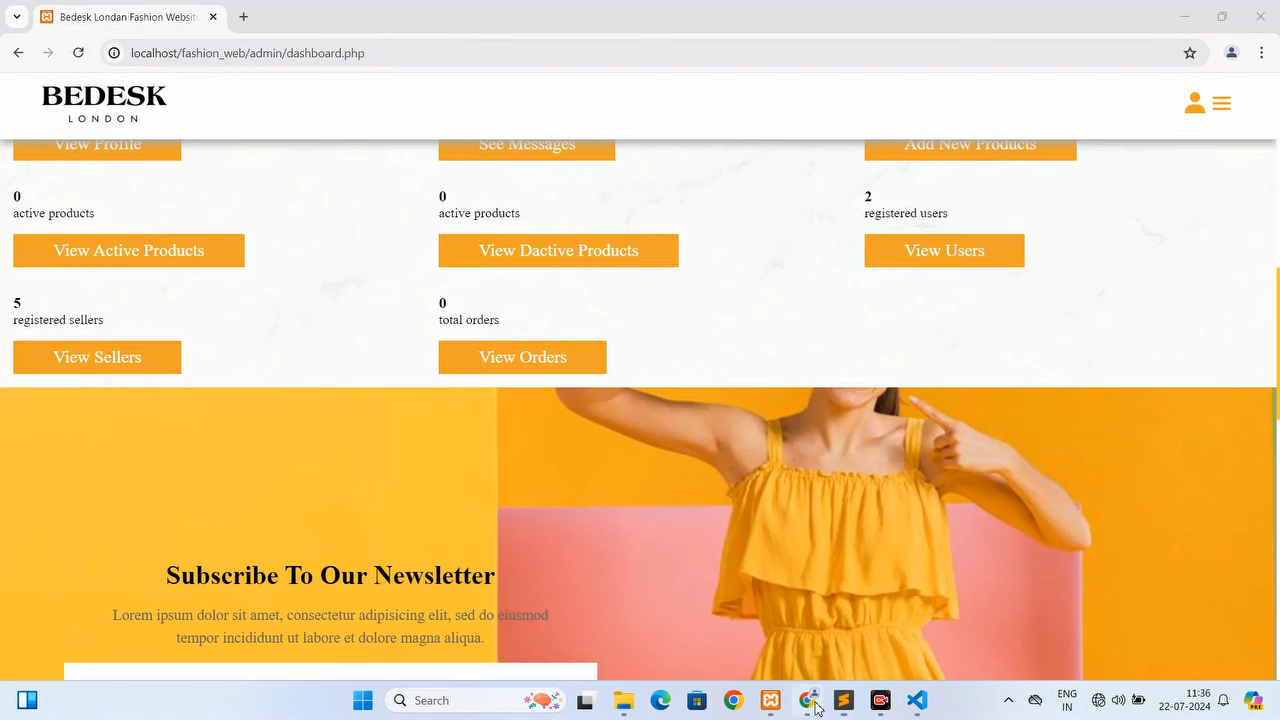 Bedesk Londan Fashion Website
localhost/fashion_web/admin/dashboard.php
BEDESK
LONDON
View Profile
See Messages
Add New Products
0
active products
View Active Products
0
active products
View Dactive Products
2
registered users
View Users
5
registered sellers
View Sellers
0
total orders
View Orders
Subscribe To Our Newsletter
Lorem ipsum dolor sit amet, consectetur adipisicing elit, sed do eiusmod
tempor incididunt ut labore et dolore magna aliqua.
Search
ENG
IN
11:36
22-07-2024
PRE